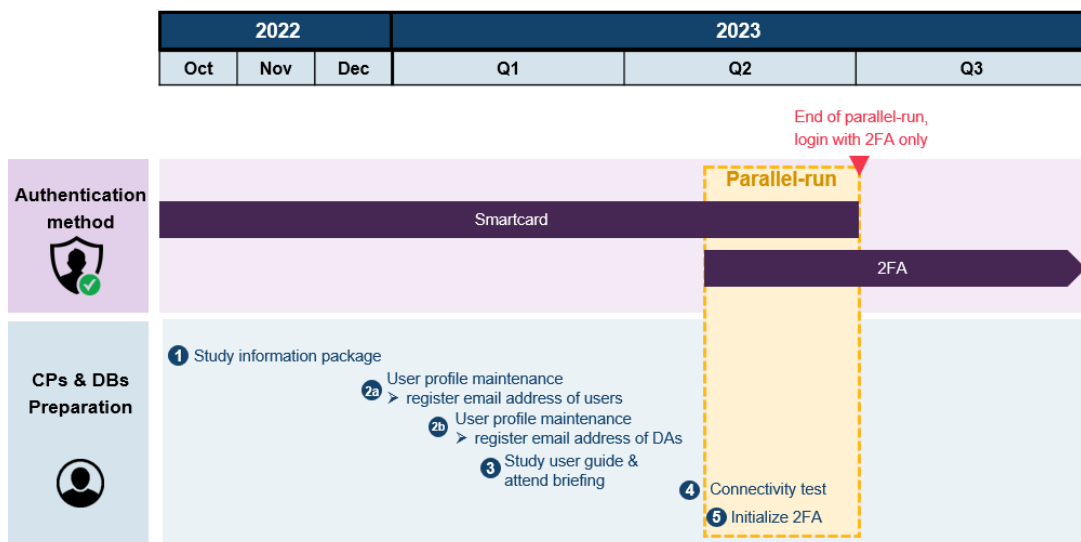 2022
2023
Oct
Nov
Dec
Q1
Q2
Q3
End of parallel-run,
login with 2FA only
Authentication
method
Parallel-run
Smartcard
2FA
CPs & DBs
Preparation
1 Study information package
2a User profile maintenance
➢ register email address of users
2b User profile maintenance
➢ register email address of DAs
3 Study user guide &
attend briefing
4 Connectivity test
5 Initialize 2FA